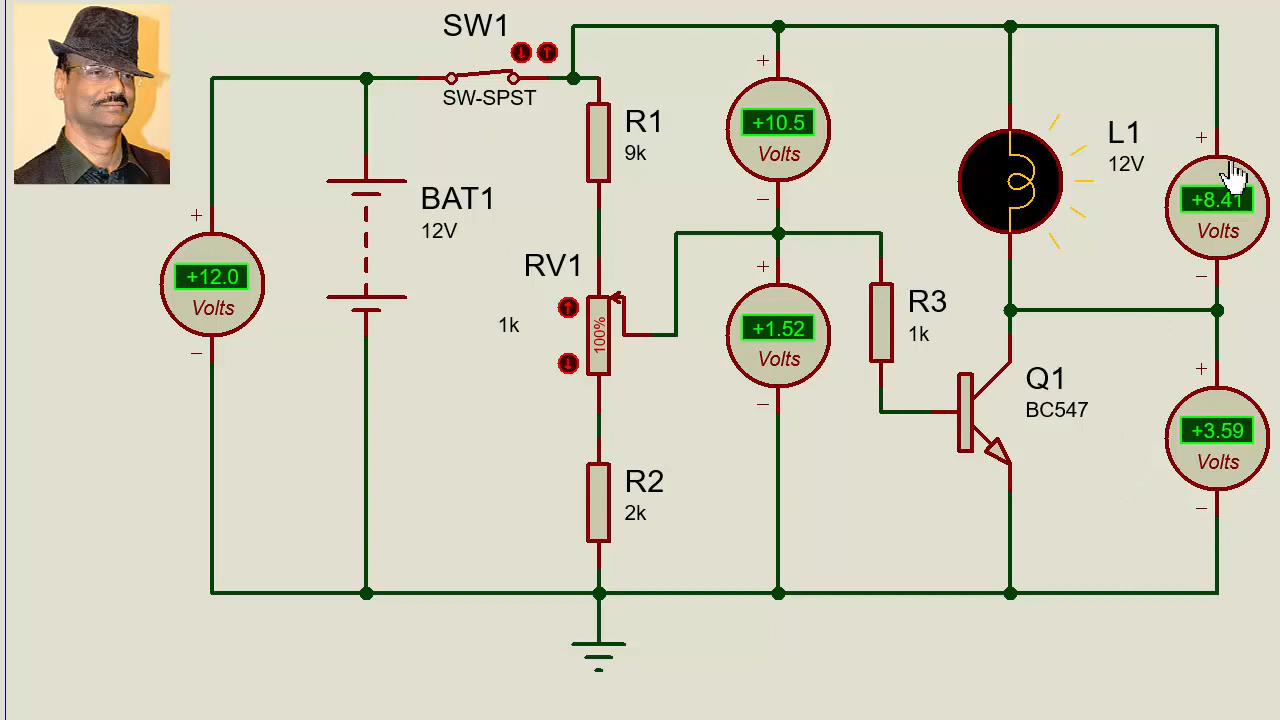 SW1
SW-SPST
R1
9k
+10.5
Volts
L1
12V
+8.41
Volts
BAT1
12V
+12.0
Volts
RV1
1k
100%
+1.52
Volts
R3
1k
Q1
BC547
+3.59
Volts
R2
2k